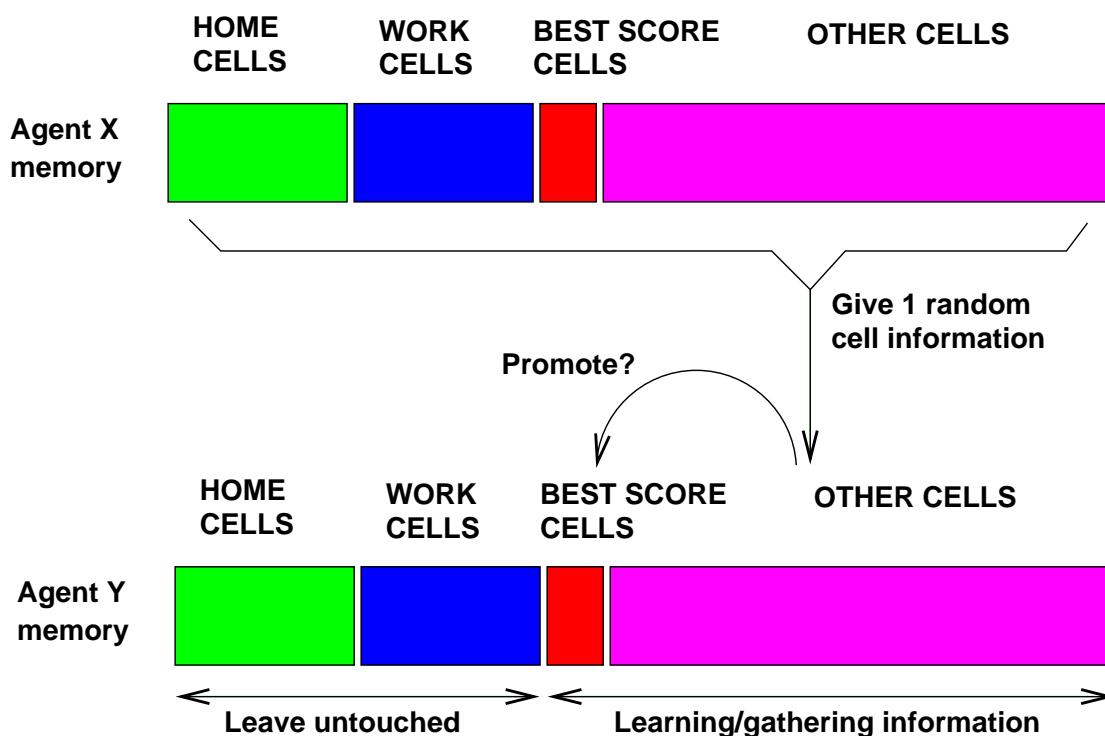 HOME
CELLS
WORK
CELLS
BEST SCORE
CELLS
OTHER CELLS
Agent X
memory
Give 1 random
cell information
Promote?
HOME
CELLS
WORK
CELLS
BEST SCORE
CELLS
OTHER CELLS
Agent Y
memory
Leave untouched
Learning/gathering information